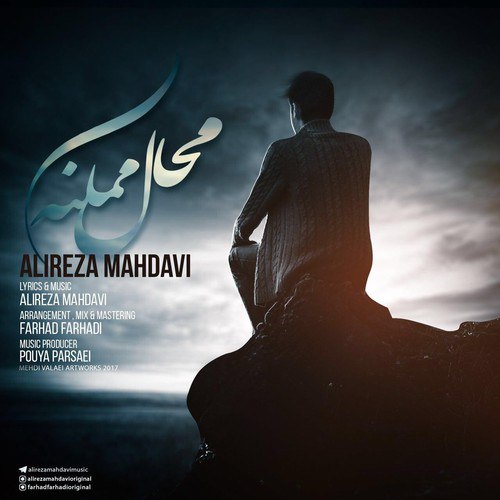 محال ممکنه
ALIREZA MAHDAVI
LYRICS & MUSIC
ALIREZA MAHDAVI
ARRANGEMENT , MIX & MASTERING
FARHAD FARHADI
MUSIC PRODUCER
POUYA PARSAEI
MEHDI VALAEI ARTWORKS 2017
alirezamahdavimusic
alirezamahdavioriginal
farhadfarhadioriginal